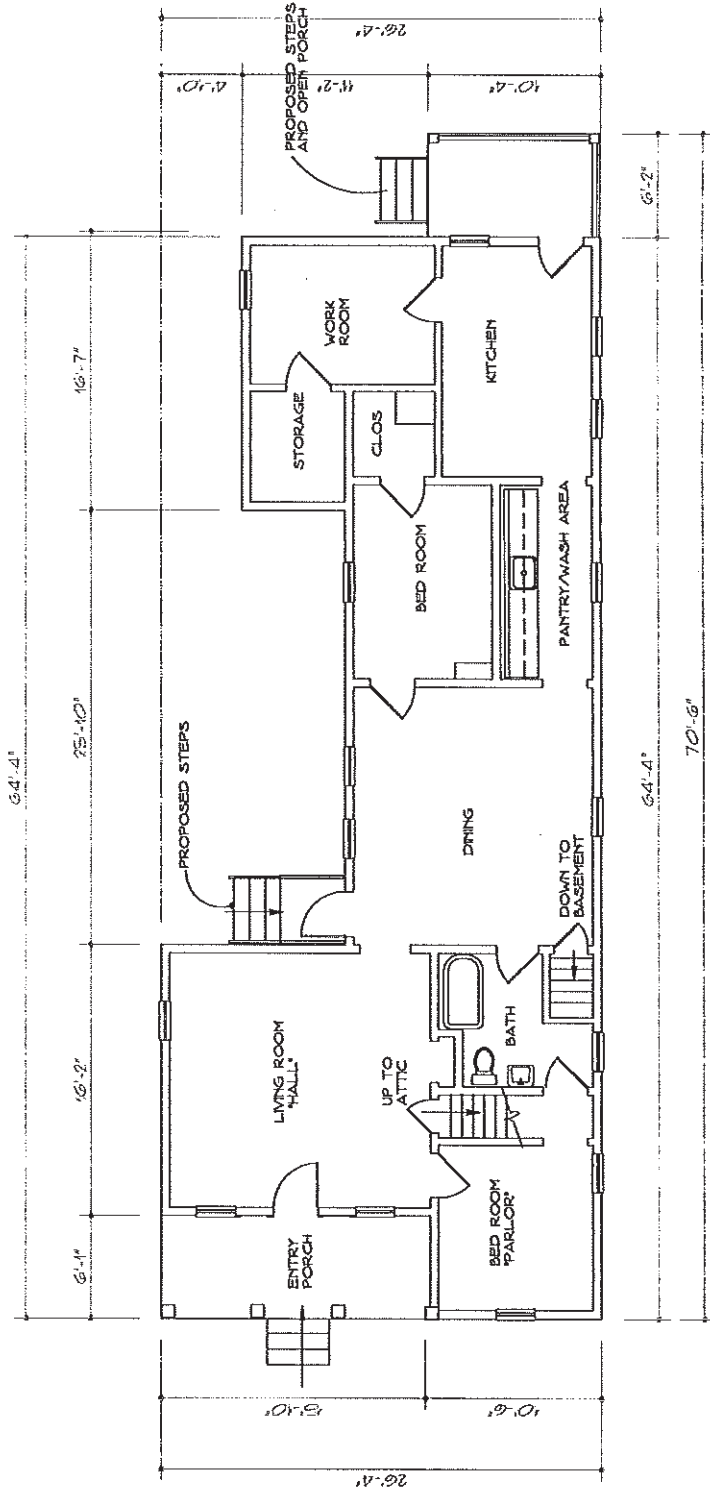 PROPOSED STEPS
AND OPEN PORCH
26'-4"
4'-10"
11'-2"
10'-4"
6'-2"
64'-4"
16'-7"
25'-10"
16'-2"
6'-1"
WORK
ROOM
STORAGE
CLOS
KITCHEN
BED ROOM
PANTRY/WASH AREA
PROPOSED STEPS
DINING
DOWN TO
BASEMENT
LIVING ROOM
"HALL"
UP TO
ATTIC
BATH
BED ROOM
"PARLOR"
ENTRY
PORCH
64'-4"
70'-6"
15'-10"
10'-6"
26'-4"